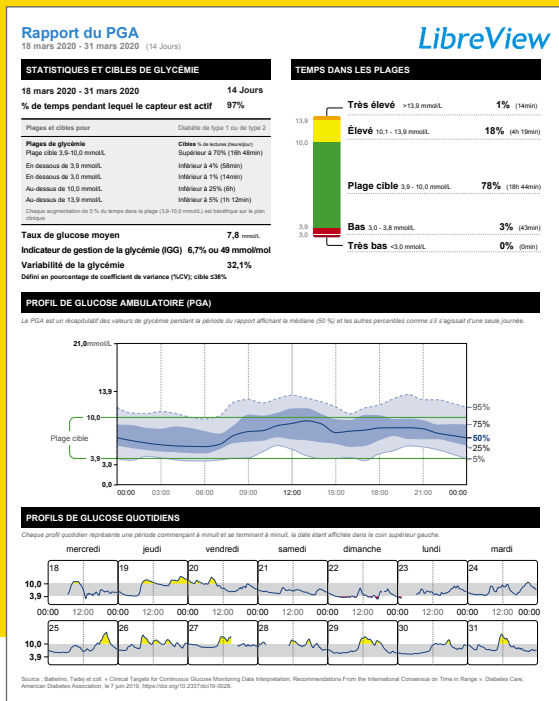 Rapport du PGA
18 mars 2020 - 31 mars 2020 (14 Jours)
LibreView
STATISTIQUES ET CIBLES DE GLYCÉMIE
18 mars 2020 - 31 mars 2020 14 Jours
% de temps pendant lequel le capteur est actif 97%
Plages et cibles pour Diabète de type 1 ou de type 2
Plages de glycémie Cibles % de lectures (heure/jour)
Plage cible 3,9-10,0 mmol/L Supérieur à 70% (16h 48min)
En dessous de 3,9 mmol/L Inférieur à 4% (58min)
En dessous de 3,0 mmol/L Inférieur à 1% (14min)
Au-dessus de 10,0 mmol/L Inférieur à 25% (6h)
Au-dessus de 13,9 mmol/L Inférieur à 5% (1h 12min)
Chaque augmentation de 5 % du temps dans la plage (3,9-10,0 mmol/L) est bénéfique sur le plan
clinique.
Taux de glucose moyen 7,8 mmol/L
Indicateur de gestion de la glycémie (IGG) 6,7% ou 49 mmol/mol
Variabilité de la glycémie 32,1%
Défini en pourcentage de coefficient de variance (%CV); cible ≤36%
TEMPS DANS LES PLAGES
Très élevé >13,9 mmol/L 1% (14min)
13,9
Élevé 10,1 - 13,9 mmol/L 18% (4h 19min)
10,0
Plage cible 3,9 - 10,0 mmol/L 78% (18h 44min)
3,9
Bas 3,0 - 3,8 mmol/L 3% (43min)
3,0
Très bas <3,0 mmol/L 0% (0min)
PROFIL DE GLUCOSE AMBULATOIRE (PGA)
Le PGA est un récapitulatif des valeurs de glycémie pendant la période du rapport affichant la médiane (50 %) et les autres percentiles comme s'il s'agissait d'une seule journée.
21,0 mmol/L
13,9
10,0
Plage cible
3,9
3,0
0,0
95%
75%
50%
25%
5%
00:00 03:00 06:00 09:00 12:00 15:00 18:00 21:00 00:00
PROFILS DE GLUCOSE QUOTIDIENS
Chaque profil quotidien représente une période commençant à minuit et se terminant à minuit, la date étant affichée dans le coin supérieur gauche.
mercredi jeudi vendredi samedi dimanche lundi mardi
18 19 20 21 22 23 24
10,0
3,9
00:00 12:00 00:00 12:00 00:00 12:00 00:00 12:00 00:00 12:00 00:00 12:00 00:00 12:00 00:00
25 26 27 28 29 30 31
10,0
3,9
Source : Battelino, Tadej et coll. « Clinical Targets for Continuous Glucose Monitoring Data Interpretation: Recommendations From the International Consensus on Time in Range ». Diabetes Care,
American Diabetes Association, le 7 juin 2019, https://doi.org/10.2337/dci19-0028.